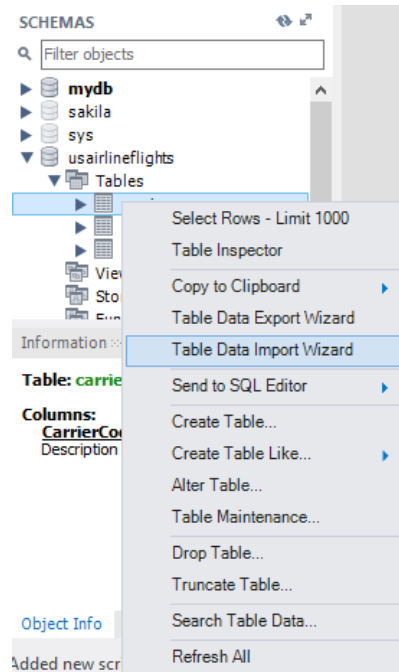 SCHEMAS
Filter objects
mydb
sakila
sys
usairlineflights
Tables
Select Rows - Limit 1000
Table Inspector
Copy to Clipboard
Table Data Export Wizard
Table Data Import Wizard
Send to SQL Editor
Create Table...
Create Table Like...
Alter Table...
Table Maintenance...
Drop Table...
Truncate Table...
Search Table Data...
Refresh All
Vie
Sto
Information
Table: carrie
Columns:
CarrierCo
Description
Object Info
Added new scr